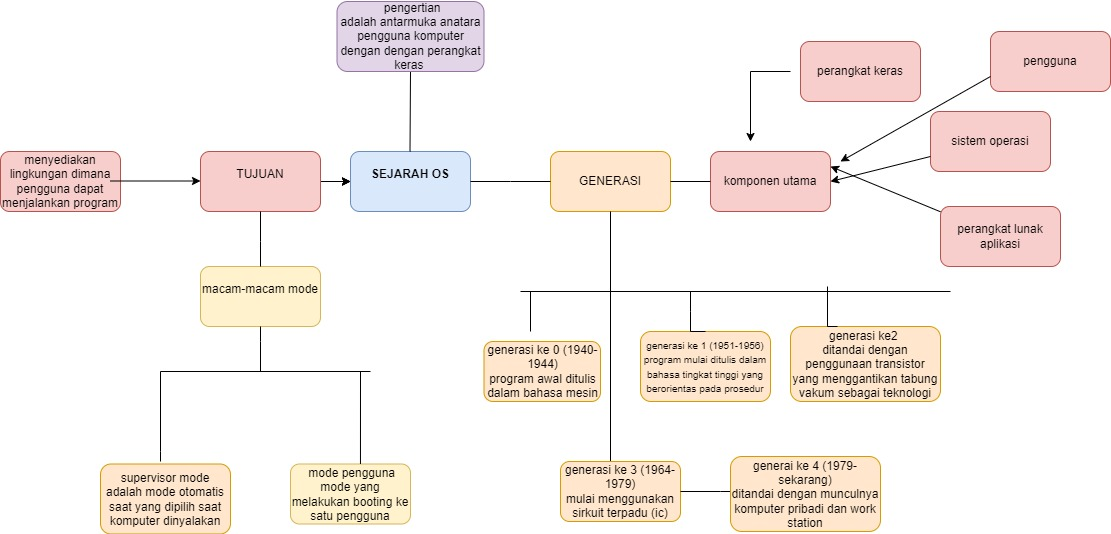 pengertian
adalah antarmuka anatara
pengguna komputer
dengan dengan perangkat
keras
perangkat keras
pengguna
sistem operasi
menyediakan
lingkungan dimana
pengguna dapat
menjalankan program
TUJUAN
SEJARAH OS
GENERASI
komponen utama
perangkat lunak
aplikasi
macam-macam mode
generasi ke 0 (1940-
1944)
program awal ditulis
dalam bahasa mesin
generasi ke 1 (1951-1956)
program mulai ditulis dalam
bahasa tingkat tinggi yang
berorientas pada prosedur
generasi ke2
ditandai dengan
penggunaan transistor
yang menggantikan tabung
vakum sebagai teknologi
supervisor mode
adalah mode otomatis
saat yang dipilih saat
komputer dinyalakan
mode pengguna
mode yang
melakukan booting ke
satu pengguna
generasi ke 3 (1964-
1979)
mulai menggunakan
sirkuit terpadu (ic)
generai ke 4 (1979-
sekarang)
ditandai dengan munculnya
komputer pribadi dan work
station